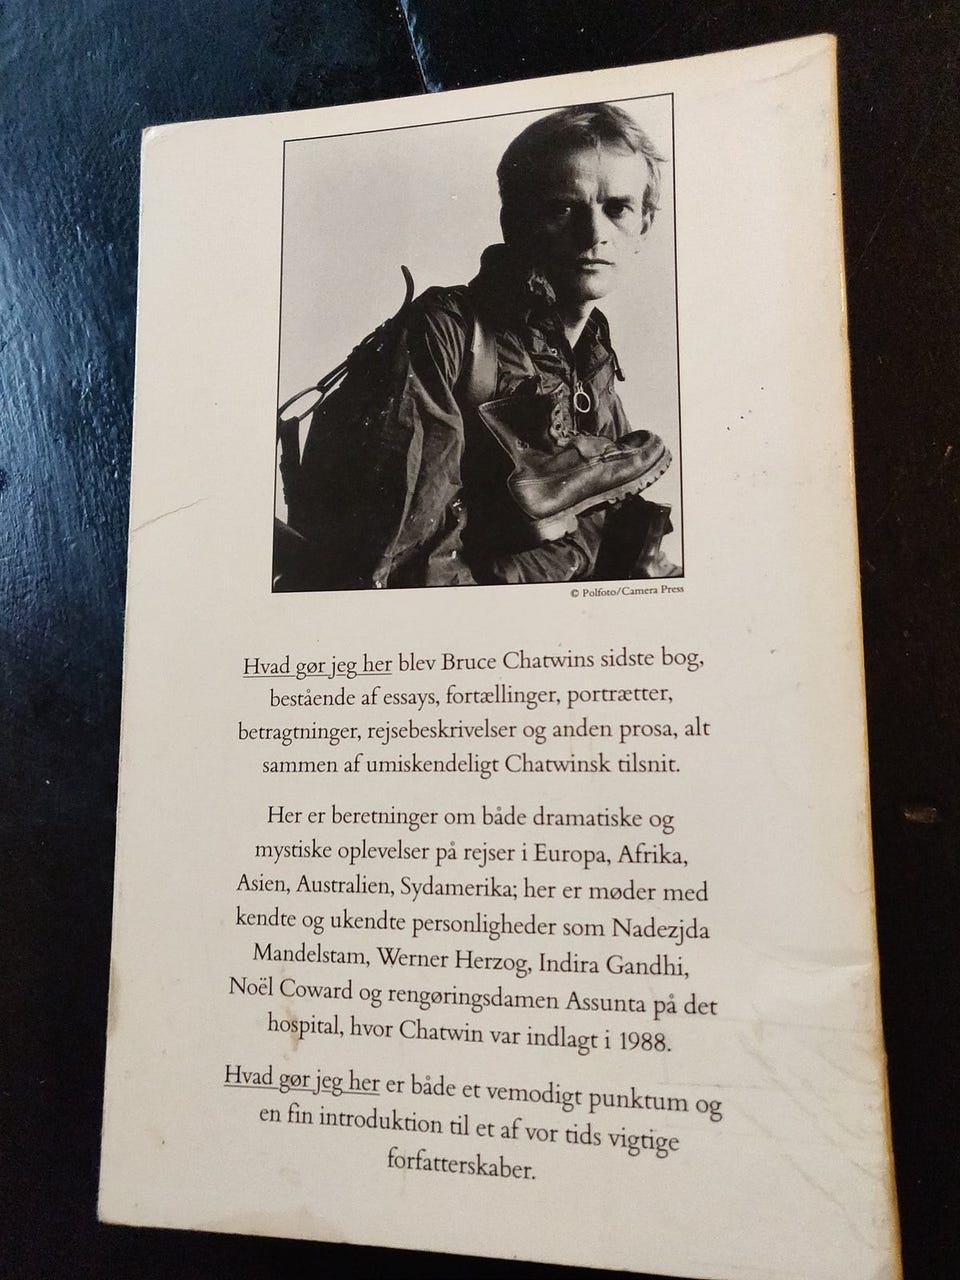 © Polfoto/Camera Press
Hvad gør jeg her blev Bruce Chatwins sidste bog,
bestående af essays, fortællinger, portrætter,
betragtninger, rejsebeskrivelser og anden prosa, alt
sammen af umiskendeligt Chatwinsk tilsnit.
Her er beretninger om både dramatiske og
mystiske oplevelser på rejser i Europa, Afrika,
Asien, Australien, Sydamerika; her er møder med
kendte og ukendte personligheder som Nadezjda
Mandelstam, Werner Herzog, Indira Gandhi,
Noël Coward og rengøringsdamen Assunta på det
hospital, hvor Chatwin var indlagt i 1988.
Hvad gør jeg her er både et vemodigt punktum og
en fin introduktion til et af vor tids vigtige
forfatterskaber.